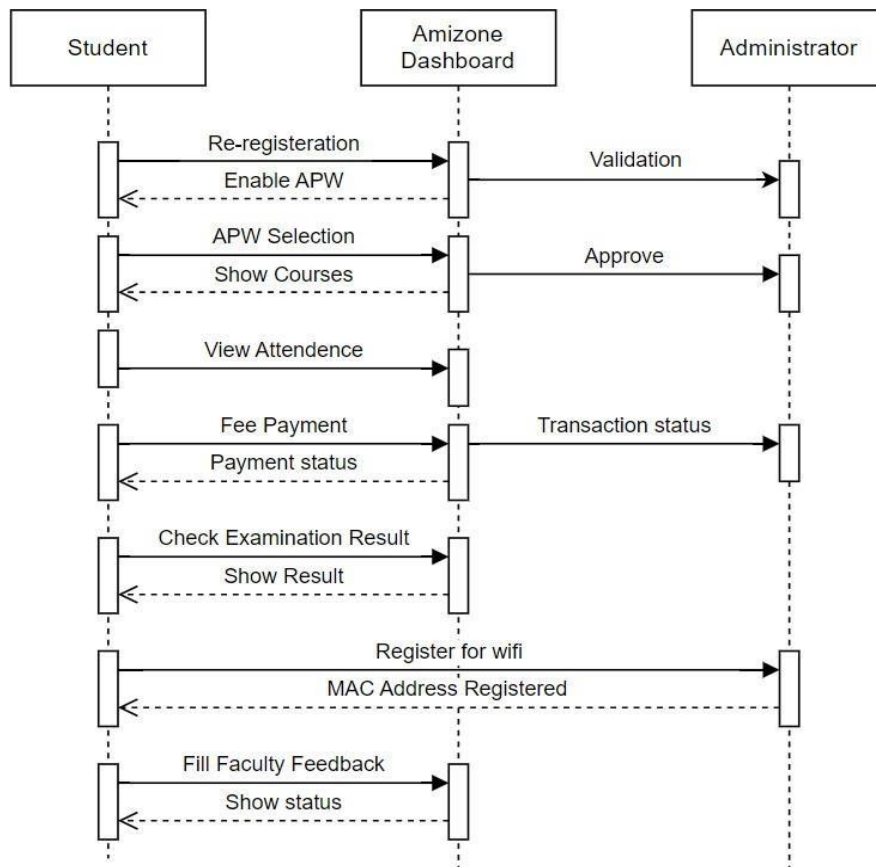 Student
Amizone
Dashboard
Administrator
Re-registeration
Validation
Enable APW
APW Selection
Approve
Show Courses
View Attendence
Fee Payment
Transaction status
Payment status
Check Examination Result
Show Result
Register for wifi
MAC Address Registered
Fill Faculty Feedback
Show status